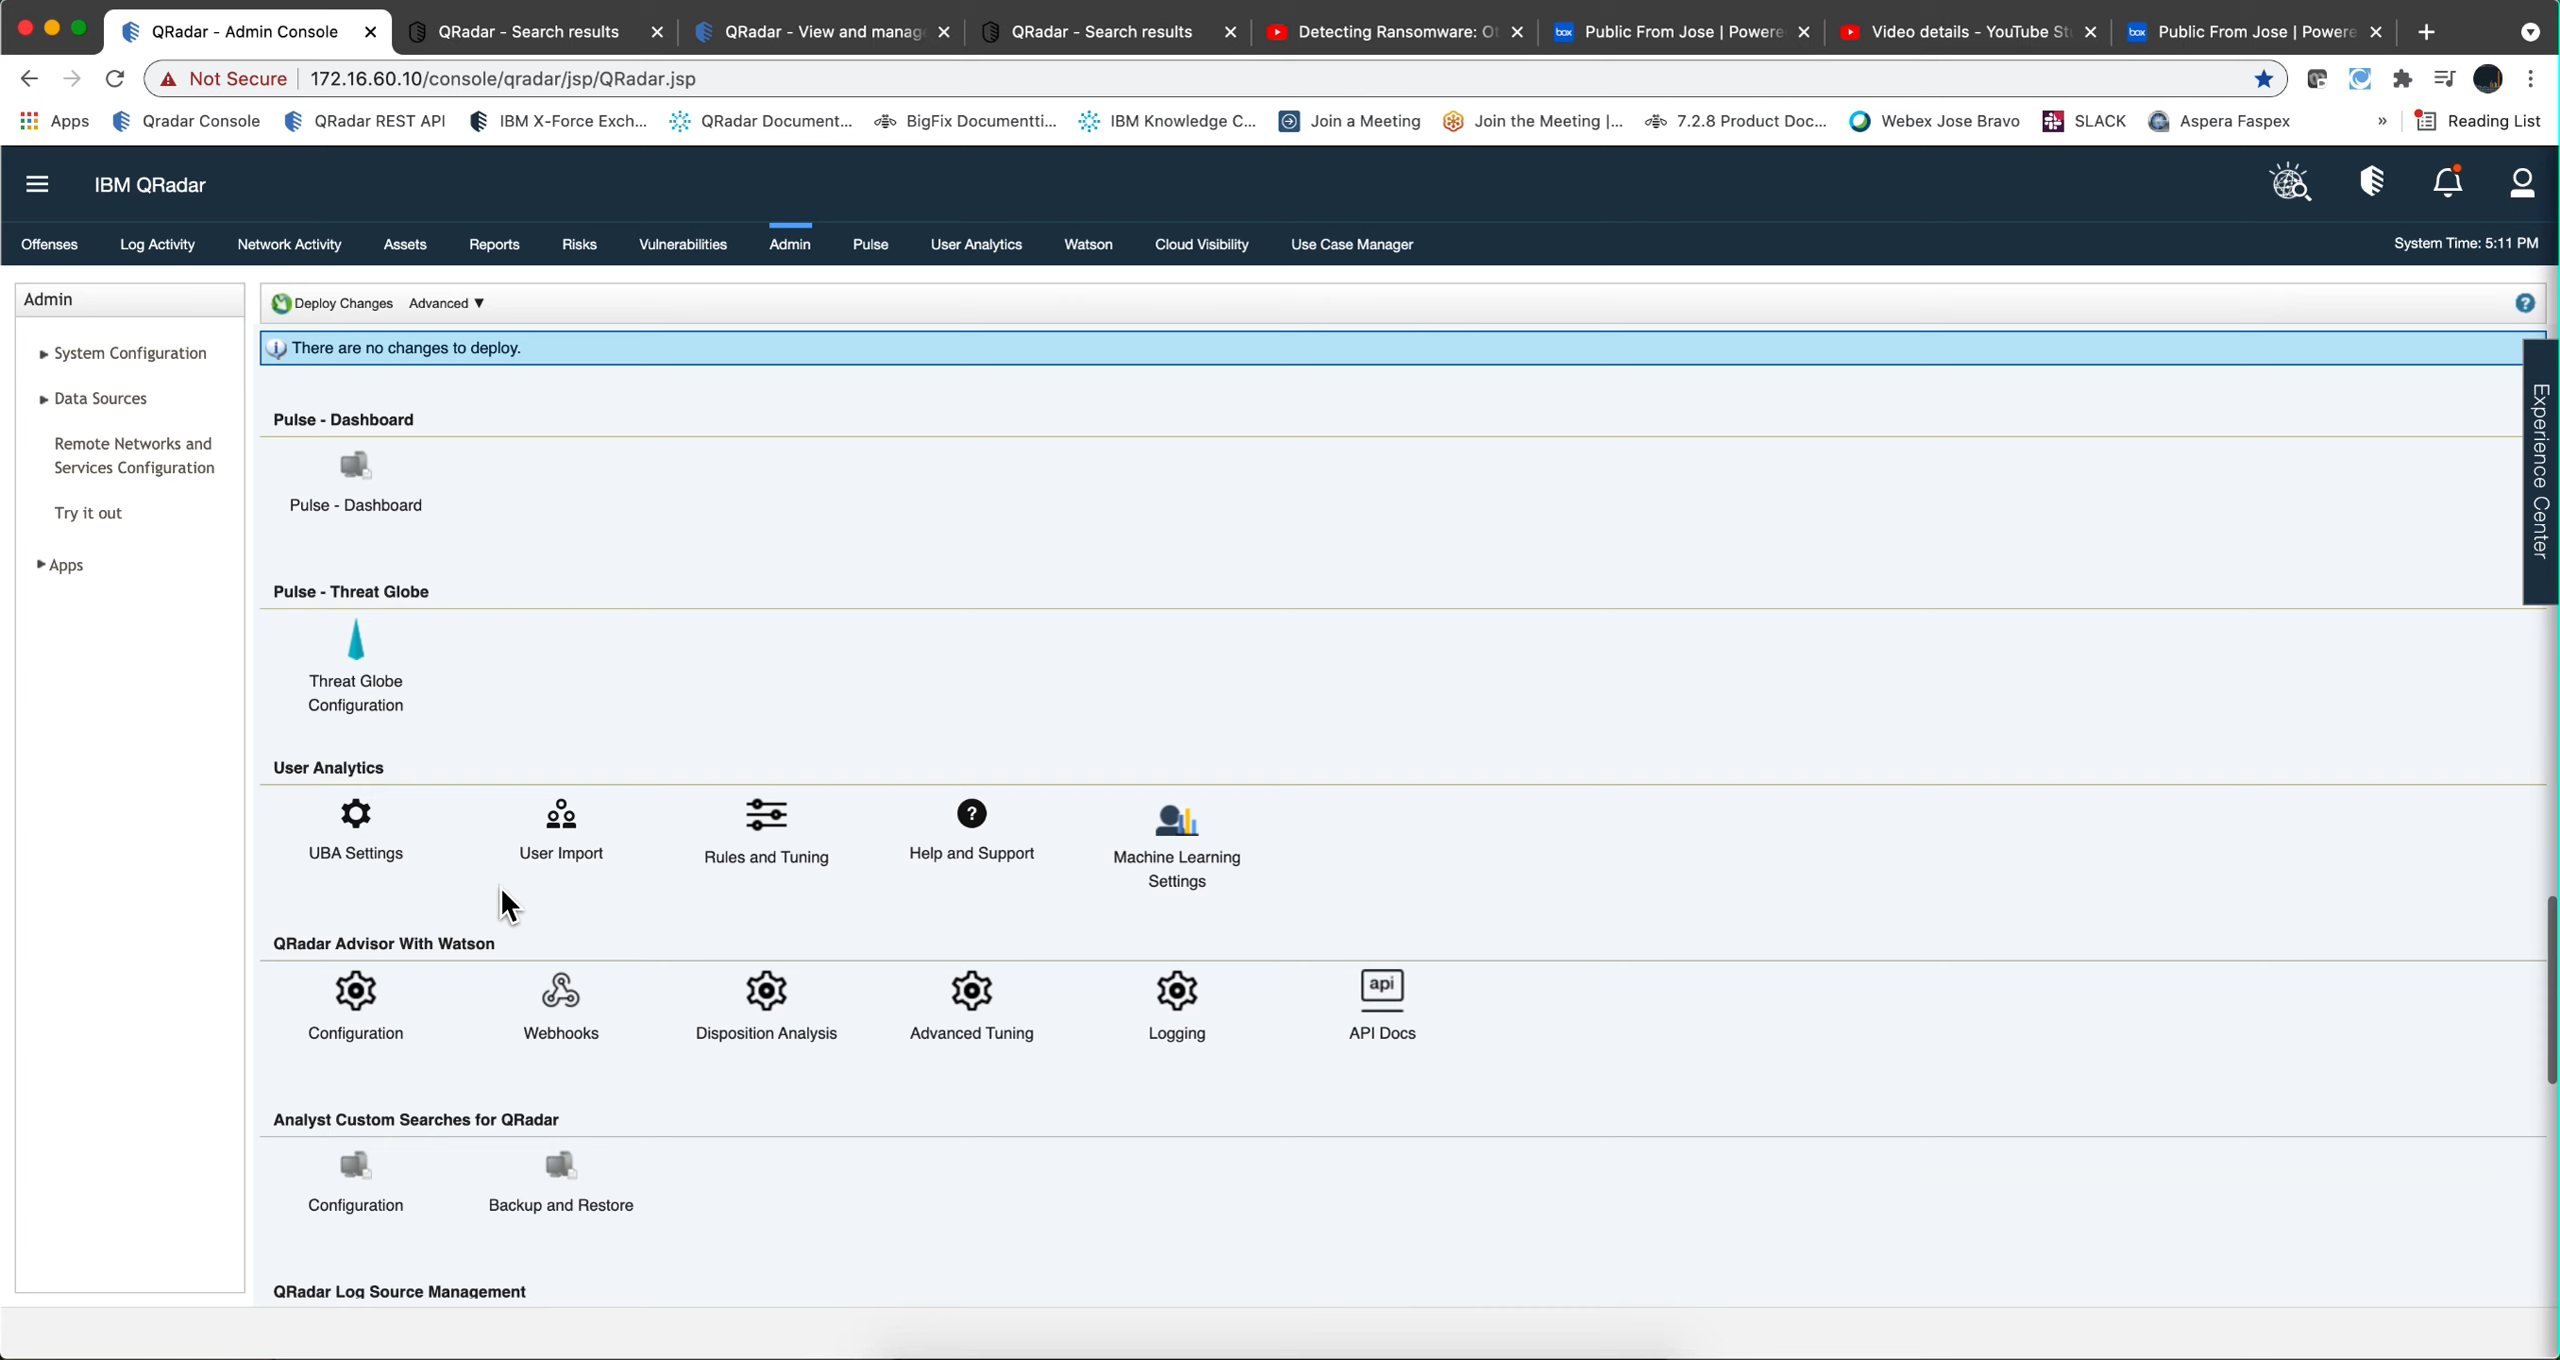 QRadar - Admin Console
QRadar - Search results
QRadar - View and manag
QRadar - Search results
Detecting Ransomware: O
Public From Jose | Powere
Video details - YouTube St
Public From Jose | Powere
Not Secure
172.16.60.10/console/qradar/jsp/QRadar.jsp
Apps
Qradar Console
QRadar REST API
IBM X-Force Exch...
QRadar Document...
BigFix Documentti...
IBM Knowledge C...
Join a Meeting
Join the Meeting |...
7.2.8 Product Doc...
Webex Jose Bravo
SLACK
Aspera Faspex
»
Reading List
IBM QRadar
Offenses
Log Activity
Network Activity
Assets
Reports
Risks
Vulnerabilities
Admin
Pulse
User Analytics
Watson
Cloud Visibility
Use Case Manager
System Time: 5:11 PM
Admin
System Configuration
Data Sources
Remote Networks and
Services Configuration
Try it out
Apps
Deploy Changes
Advanced ▼
There are no changes to deploy.
Experience Center
Pulse - Dashboard
Pulse - Dashboard
Pulse - Threat Globe
Threat Globe
Configuration
User Analytics
UBA Settings
User Import
Rules and Tuning
Help and Support
Machine Learning
Settings
QRadar Advisor With Watson
Configuration
Webhooks
Disposition Analysis
Advanced Tuning
Logging
api
API Docs
Analyst Custom Searches for QRadar
Configuration
Backup and Restore
QRadar Log Source Management